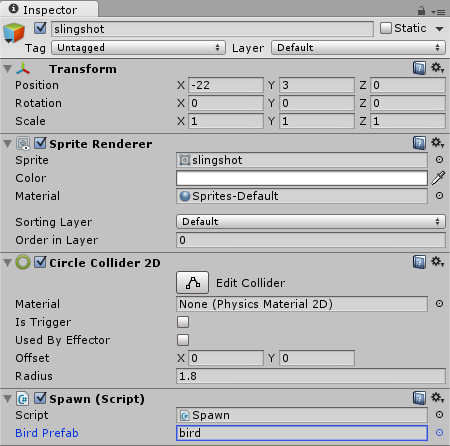 Inspector
slingshot Static
Tag Untagged Layer Default
Transform
Position X -22 Y 3 Z 0
Rotation X 0 Y 0 Z 0
Scale X 1 Y 1 Z 1
Sprite Renderer
Sprite slingshot
Color
Material Sprites-Default
Sorting Layer Default
Order in Layer 0
Circle Collider 2D
Edit Collider
Material None (Physics Material 2D)
Is Trigger
Used By Effector
Offset X 0 Y 0
Radius 1.8
Spawn (Script)
Script Spawn
Bird Prefab bird